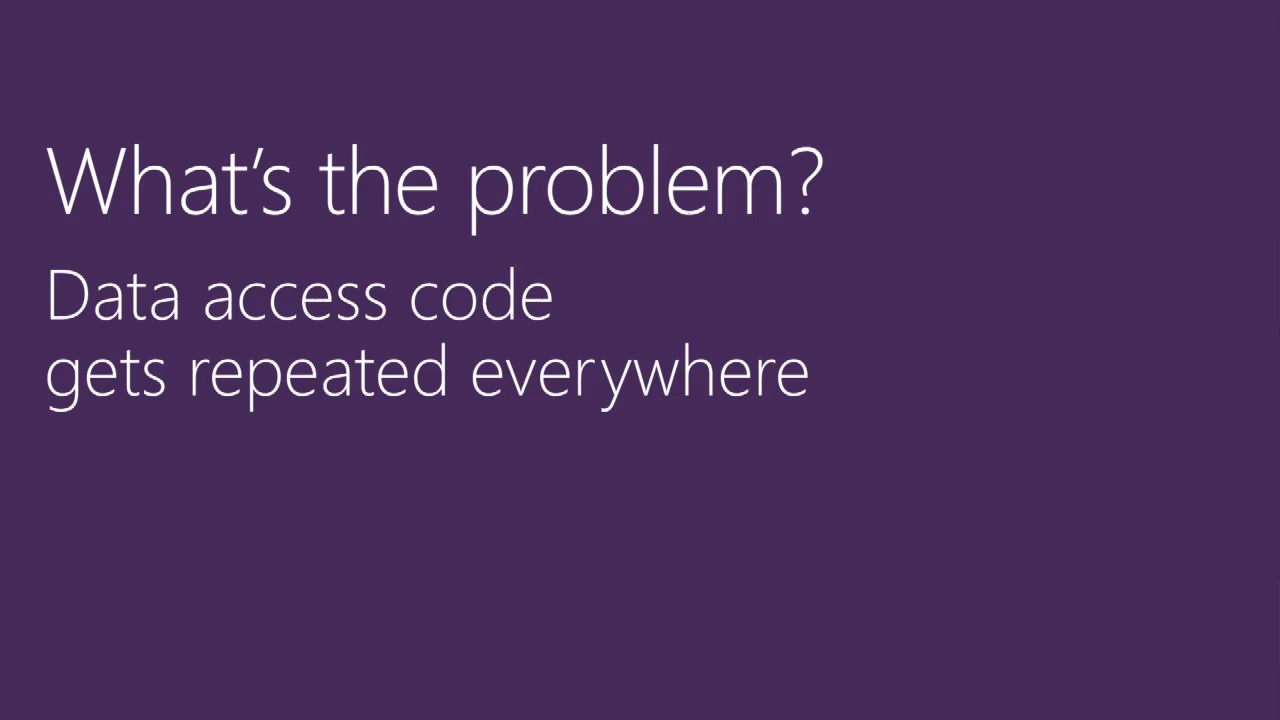 What’s the problem?
Data access code
gets repeated everywhere